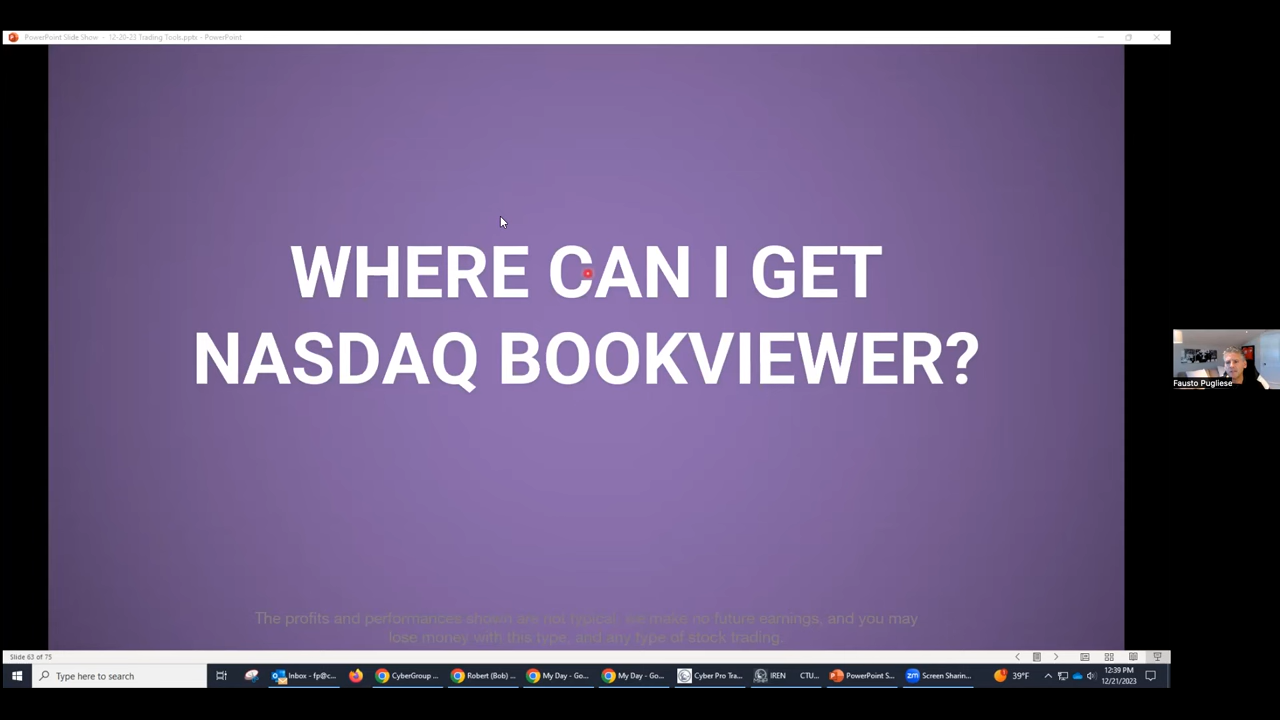 PowerPoint Slide Show - 12-20-23 Trading Tools.pptx - PowerPoint
WHERE CAN I GET
NASDAQ BOOKVIEWER?
Fausto Pugliese
The profits and performances shown are not typical, we make no future earnings, and you may
lose money with this type, and any type of stock trading.
Slide 63 of 75
Type here to search
Inbox - fp@c...
CyberGroup ...
Robert (Bob) ...
My Day - Go...
My Day - Go...
Cyber Pro Tra...
IREN
CTU...
PowerPoint S...
zm
Screen Sharin...
39°F
12:39 PM
12/21/2023